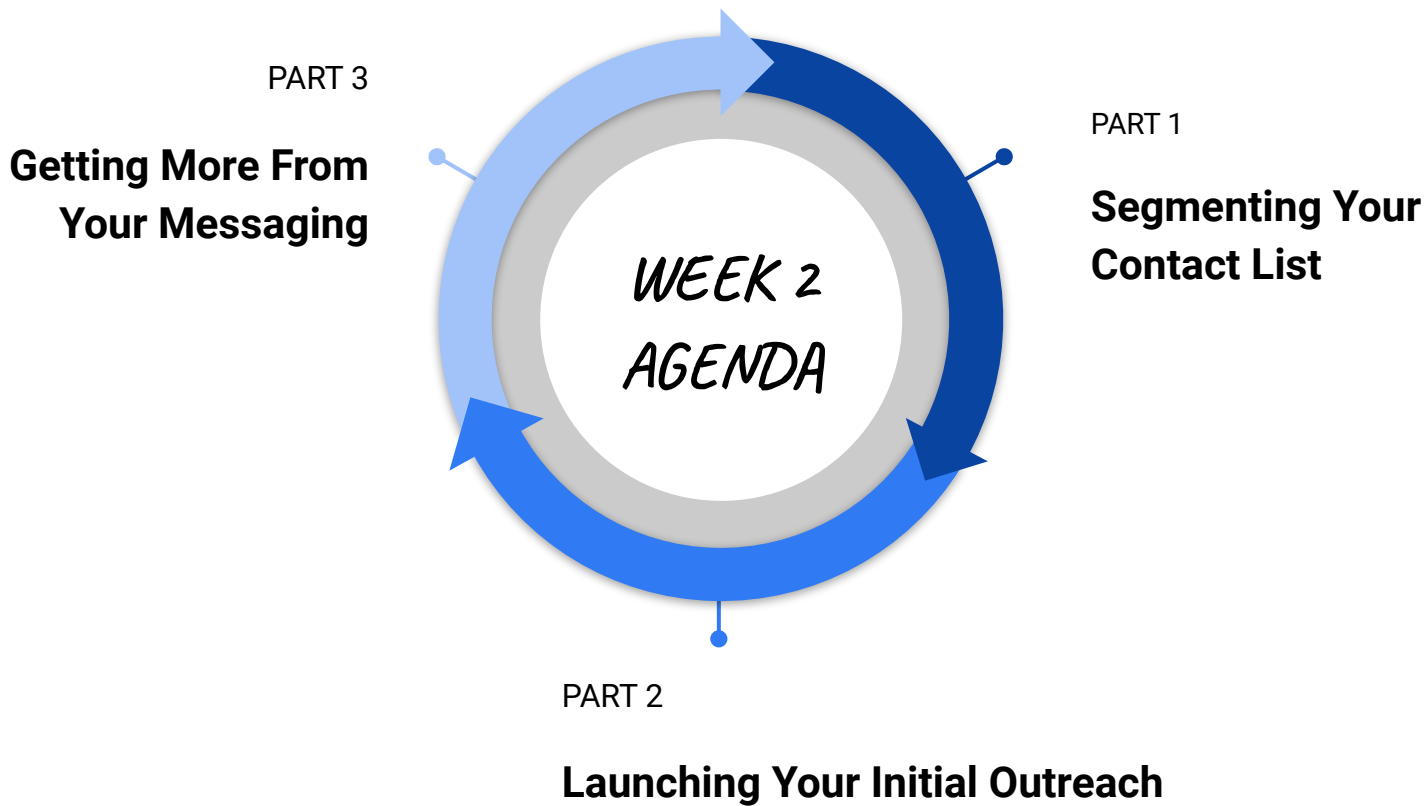 WEEK 2
AGENDA
PART 1
Segmenting Your
Contact List
PART 2
Launching Your Initial Outreach
PART 3
Getting More From
Your Messaging